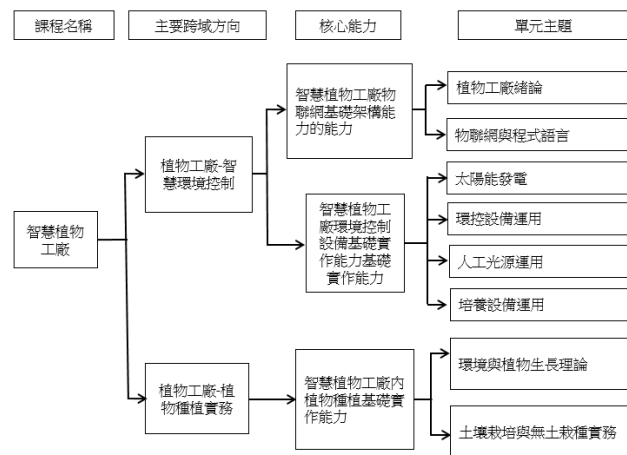 課程名稱
主要跨域方向
核心能力
單元主題
智慧植物
工廠
植物工廠-智
慧環境控制
植物工廠-植
物種植實務
智慧植物工廠物
聯網基礎架構能
力的能力
智慧植物工
廠環境控制
設備基礎實
作能力基礎
實作能力
智慧植物工廠內
植物種植基礎實
作能力
植物工廠緒論
物聯網與程式語言
太陽能發電
環控設備運用
人工光源運用
培養設備運用
環境與植物生長理論
土壤栽培與無土栽種實務